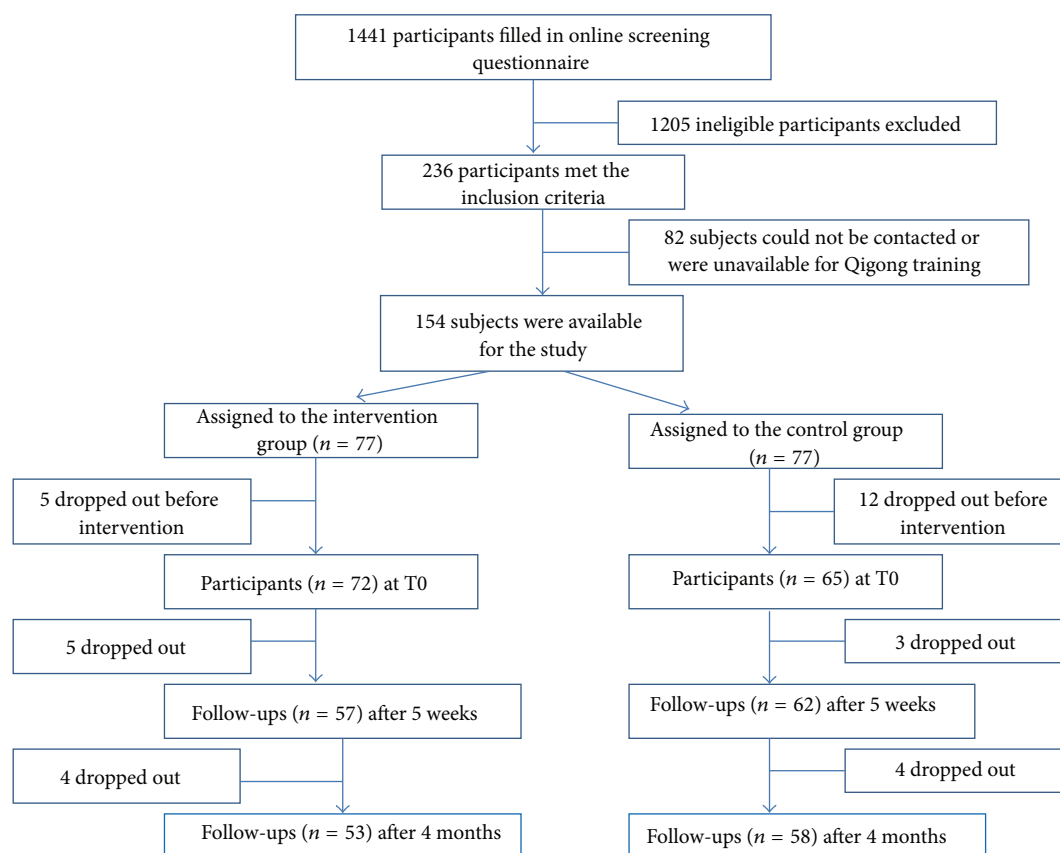 1441 participants filled in online screening
questionnaire
1205 ineligible participants excluded
236 participants met the
inclusion criteria
82 subjects could not be contacted or
were unavailable for Qigong training
154 subjects were available
for the study
Assigned to the intervention
group (n = 77)
Assigned to the control group
(n = 77)
5 dropped out before
intervention
12 dropped out before
intervention
Participants (n = 72) at T0
Participants (n = 65) at T0
5 dropped out
3 dropped out
Follow-ups (n = 57) after 5 weeks
Follow-ups (n = 62) after 5 weeks
4 dropped out
4 dropped out
Follow-ups (n = 53) after 4 months
Follow-ups (n = 58) after 4 months